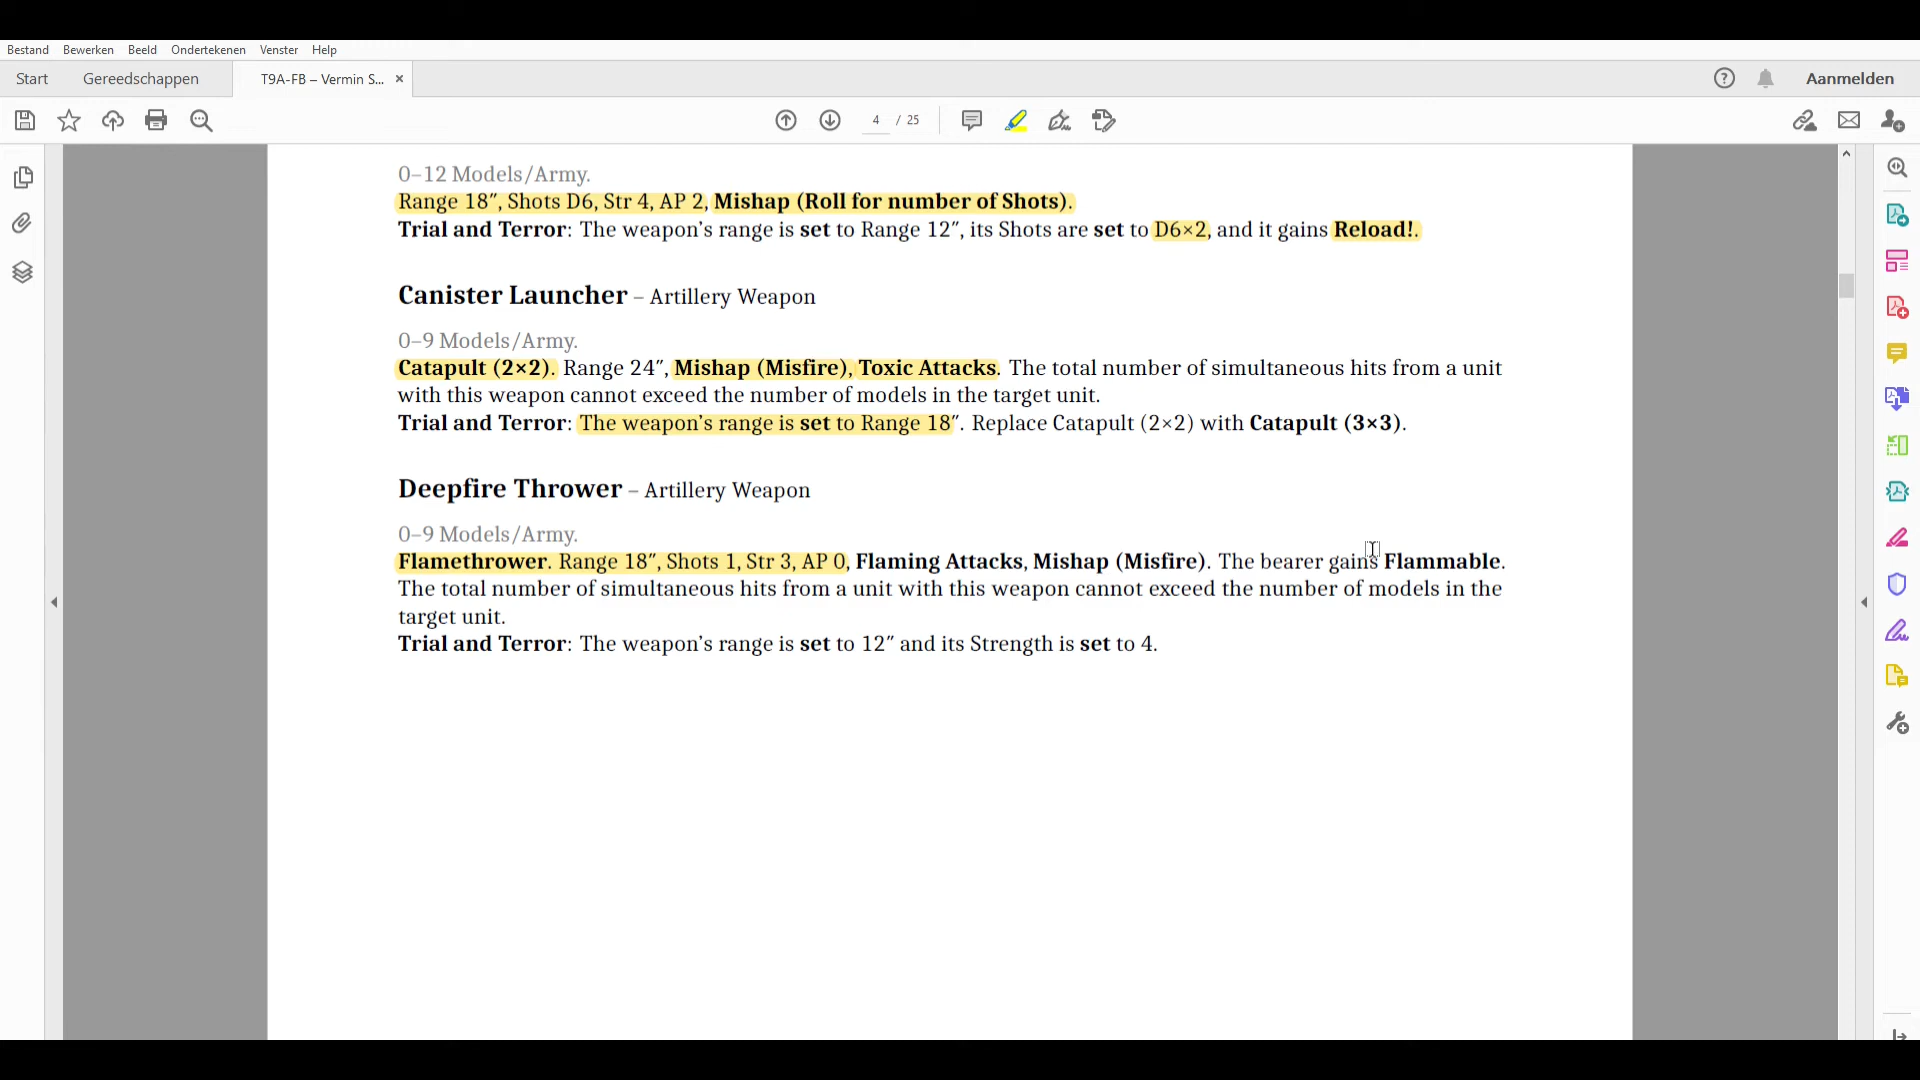 Bestand Bewerken Beeld Ondertekenen Venster Help
Start Gereedschappen T9A-FB – Vermin S... × Aanmelden
4 / 25
0–12 Models/Army.
Range 18″, Shots D6, Str 4, AP 2, Mishap (Roll for number of Shots).
Trial and Terror: The weapon’s range is set to Range 12″, its Shots are set to D6×2, and it gains Reload!.
Canister Launcher – Artillery Weapon
0–9 Models/Army.
Catapult (2×2). Range 24″, Mishap (Misfire), Toxic Attacks. The total number of simultaneous hits from a unit
with this weapon cannot exceed the number of models in the target unit.
Trial and Terror: The weapon’s range is set to Range 18″. Replace Catapult (2×2) with Catapult (3×3).
Deepfire Thrower – Artillery Weapon
0–9 Models/Army.
Flamethrower. Range 18″, Shots 1, Str 3, AP 0, Flaming Attacks, Mishap (Misfire). The bearer gains Flammable.
The total number of simultaneous hits from a unit with this weapon cannot exceed the number of models in the
target unit.
Trial and Terror: The weapon’s range is set to 12″ and its Strength is set to 4.